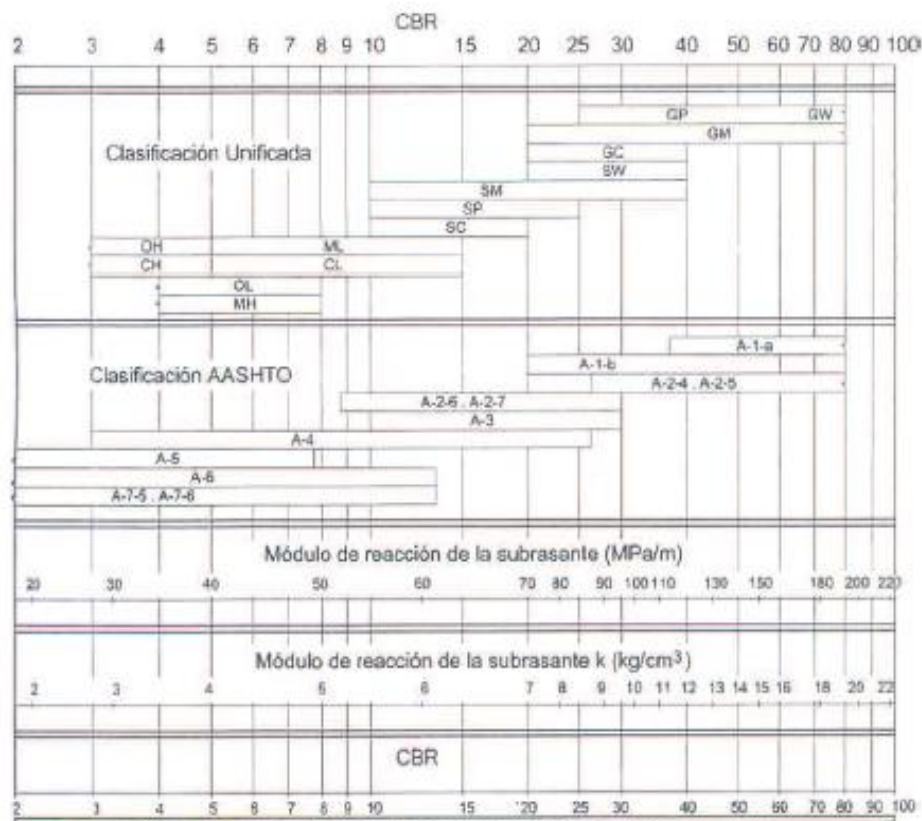 CBR
2 3 4 5 6 7 8 9 10 15 20 25 30 40 50 60 70 80 90 100
GP GW
GM
Clasificación Unificada
GC
SW
SM
SP
SC
OH ML
CH CL
OL
MH
A-1-a
A-1-b
Clasificación AASHTO
A-2-4 . A-2-5
A-2-6 . A-2-7
A-3
A-4
A-5
A-6
A-7-5 . A-7-6
Módulo de reacción de la subrasante (MPa/m)
20 30 40 50 60 70 80 90 100 110 130 150 180 200 220
Módulo de reacción de la subrasante k (kg/cm³)
2 3 4 5 6 7 8 9 10 11 12 13 14 15 16 18 20 22
CBR
2 3 4 5 6 7 8 9 10 15 20 25 30 40 50 60 70 80 90 100